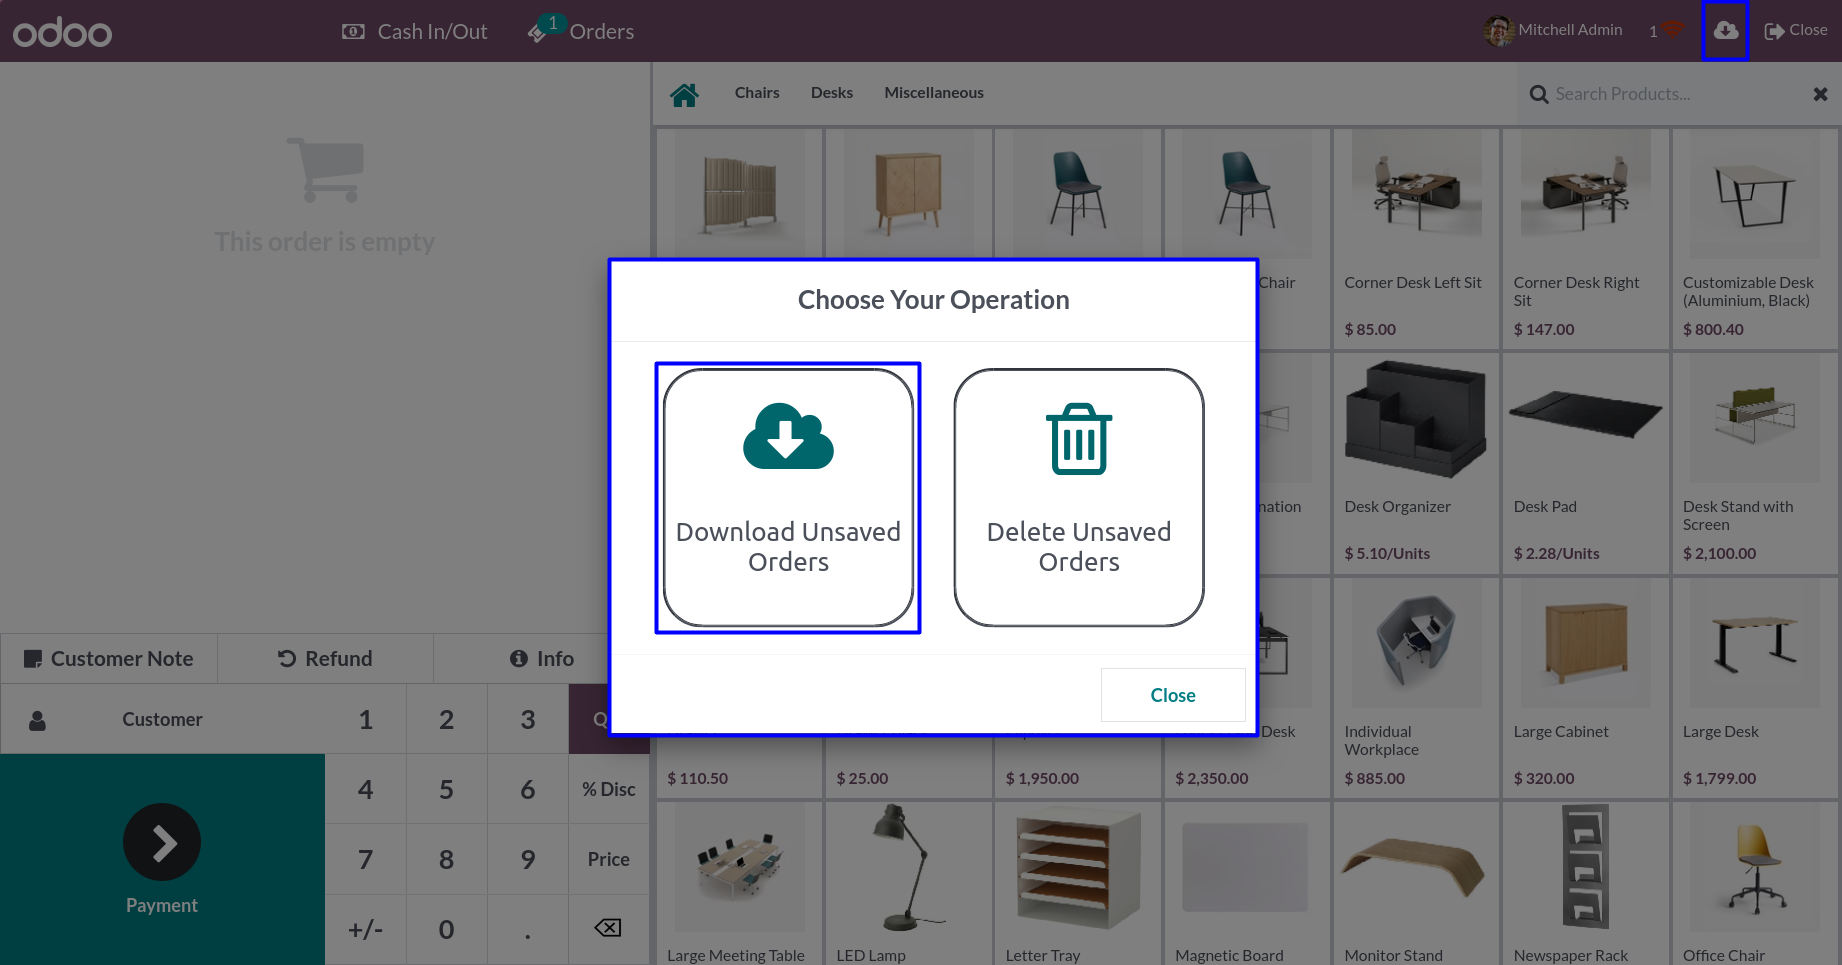 odoo
Cash In/Out
1
Orders
Mitchell Admin
1
Close
Chairs
Desks
Miscellaneous
Search Products...
This order is empty
Chair
Corner Desk Left Sit
$ 85.00
Corner Desk Right
Sit
$ 147.00
Customizable Desk
(Aluminium, Black)
$ 800.40
Choose Your Operation
Download Unsaved
Orders
Delete Unsaved
Orders
Close
nation
Desk Organizer
$ 5.10/Units
Desk Pad
$ 2.28/Units
Desk Stand with
Screen
$ 2,100.00
Customer Note
Refund
Info
Customer
1
2
3
Q
4
5
6
% Disc
7
8
9
Price
+/-
0
.
Payment
$ 110.50
$ 25.00
$ 1,950.00
Desk
$ 2,350.00
Individual
Workplace
$ 885.00
Large Cabinet
$ 320.00
Large Desk
$ 1,799.00
Large Meeting Table
LED Lamp
Letter Tray
Magnetic Board
Monitor Stand
Newspaper Rack
Office Chair